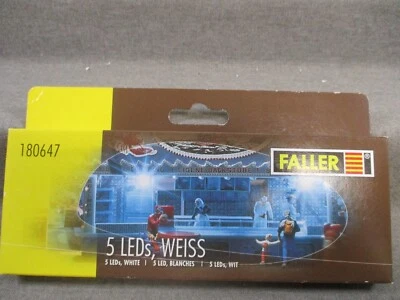 180647
FALLER ®
5 LEDs, WEISS
5 LEDs, WHITE | 5 LED, BLANCHES | 5 LEDs, WIT